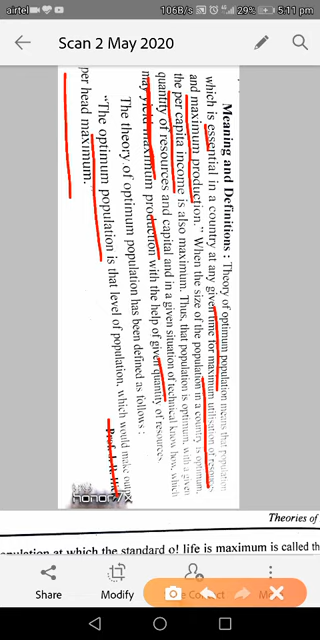 airtel
106B/s
4G
29%
5:11 pm
Scan 2 May 2020
Meaning and Definitions : Theory of optimum population means that population
which is essential in a country at any given time for maximum utilisation of resources
and maximum production." When the size of the population in a country is optimum,
the per capita income is also maximum. Thus, that population is optimum, with a given
quantity of resources and capital and in a given situation of technical know how, which
may yield maximum production with the help of given quantity of resources
The theory of optimum population has been defined as follows :
"The optimum population is that level of population, which would make out
per head maximum."
honor 7X
Theories of
opulation at which the standard o! life is maximum is called th
Share
Modify